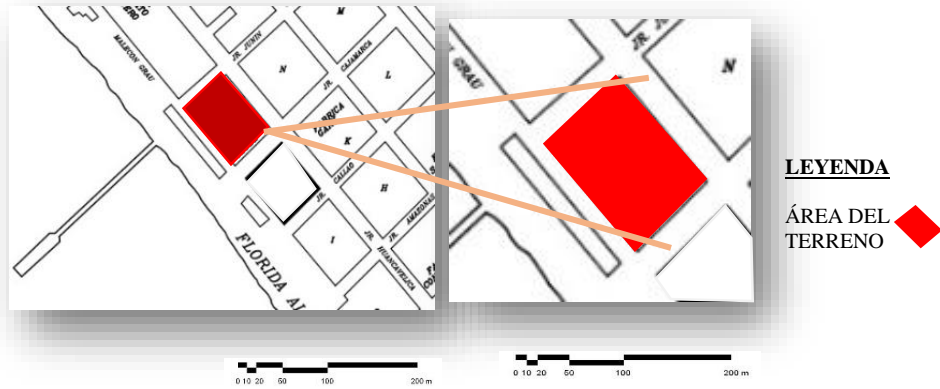 M
MALECON GRAU
JR. JUNIN
N
JR. CAJAMARCA
L
K
JR. CALLAO
H
JR. AMAZONAS
I
JR. HUANCAVELICA
FLORIDA
GRAU
JR.
N
LEYENDA
ÁREA DEL
TERRENO
0 10 20 50 100 200 m
0 10 20 50 100 200 m